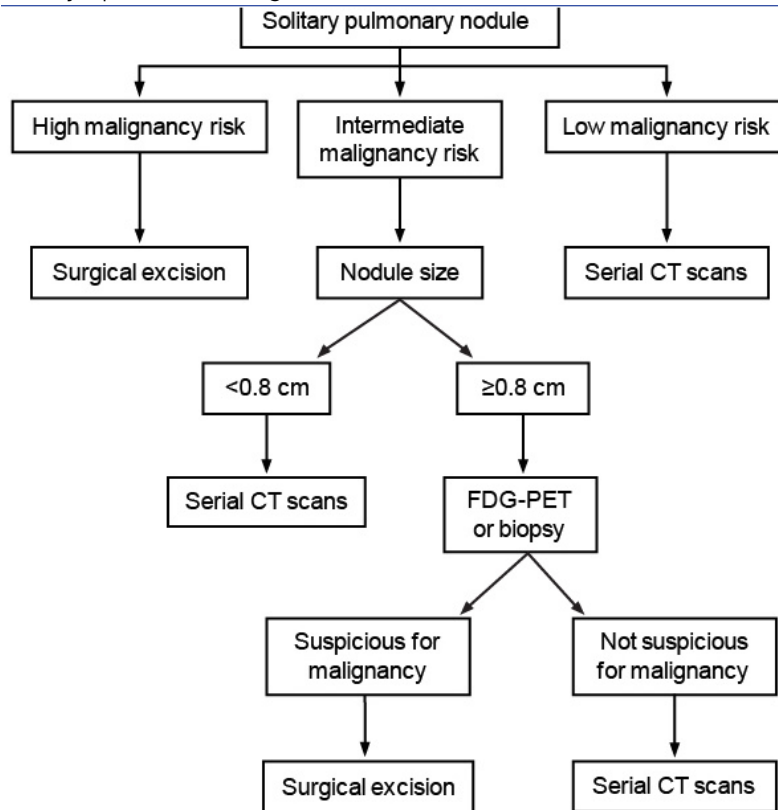 Solitary pulmonary nodule
High malignancy risk
Intermediate
malignancy risk
Low malignancy risk
Surgical excision
Nodule size
Serial CT scans
<0.8 cm
≥0.8 cm
Serial CT scans
FDG-PET
or biopsy
Suspicious for
malignancy
Not suspicious
for malignancy
Surgical excision
Serial CT scans